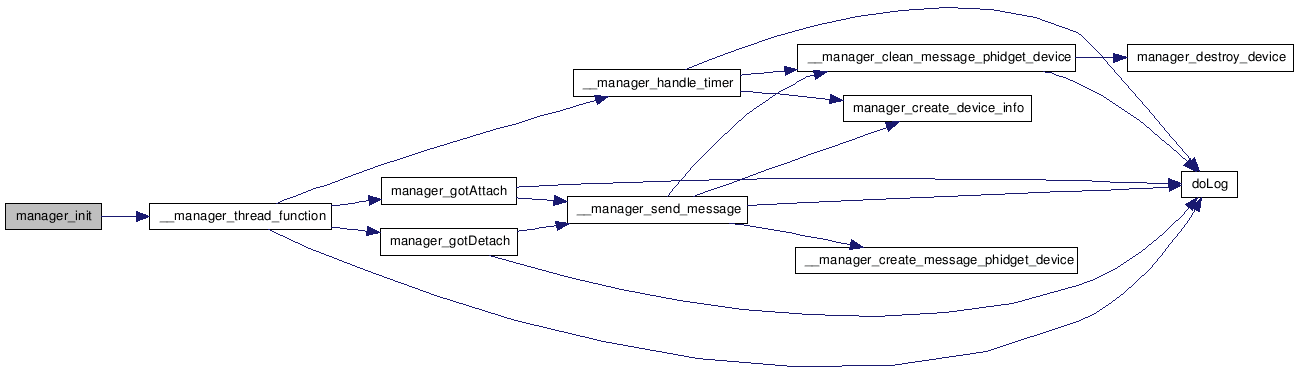 manager_init
__manager_thread_function
manager_gotAttach
manager_gotDetach
__manager_handle_timer
__manager_send_message
__manager_clean_message_phidget_device
manager_create_device_info
__manager_create_message_phidget_device
manager_destroy_device
doLog